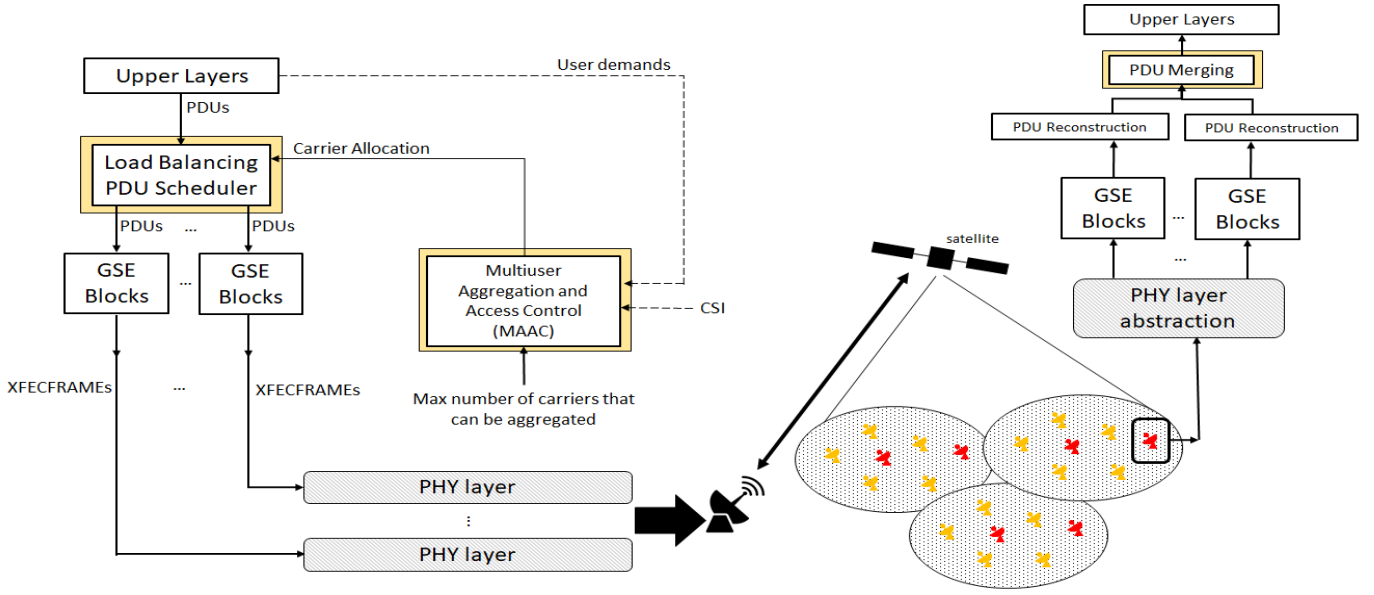 Upper Layers
User demands
PDUs
Load Balancing
PDU Scheduler
Carrier Allocation
PDUs
...
PDUs
GSE
Blocks
...
GSE
Blocks
Multiuser
Aggregation and
Access Control
(MAAC)
CSI
XFECFRAMEs
...
XFECFRAMEs
Max number of carriers that
can be aggregated
PHY layer
...
PHY layer
satellite
Upper Layers
PDU Merging
PDU Reconstruction
PDU Reconstruction
GSE
Blocks
...
GSE
Blocks
...
PHY layer
abstraction